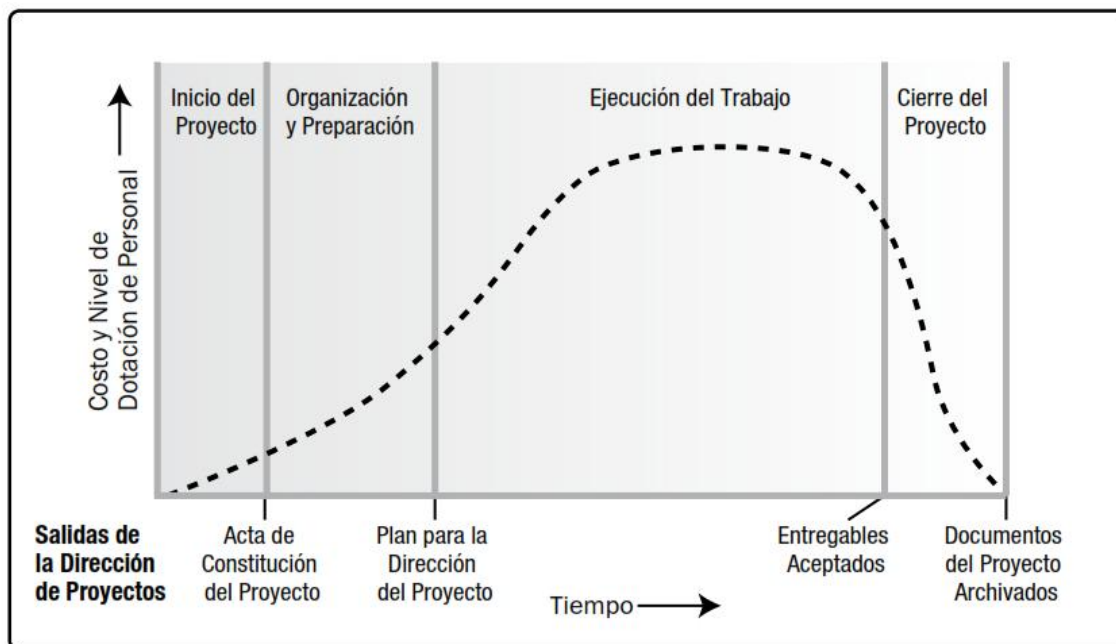 Inicio del
Proyecto
Organización
y Preparación
Ejecución del Trabajo
Cierre del
Proyecto
Costo y Nivel de
Dotación de Personal
Salidas de
la Dirección
de Proyectos
Acta de
Constitución
del Proyecto
Plan para la
Dirección
del Proyecto
Entregables
Aceptados
Documentos
del Proyecto
Archivados
Tiempo